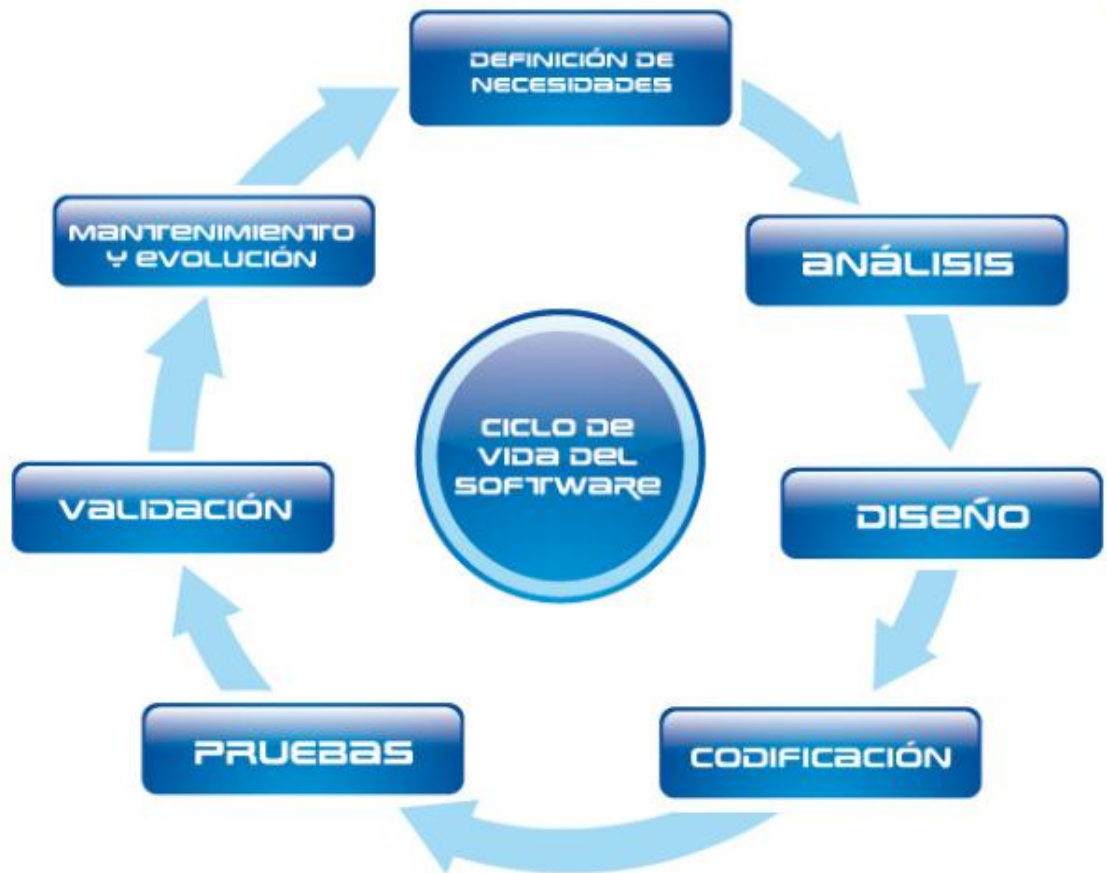 DEFINICIÓN DE
NECESIDADES
ANÁLISIS
DISEÑO
CODIFICACIÓN
PRUEBAS
VALIDACIÓN
MANTENIMIENTO
Y EVOLUCIÓN
CICLO DE
VIDA DEL
SOFTWARE